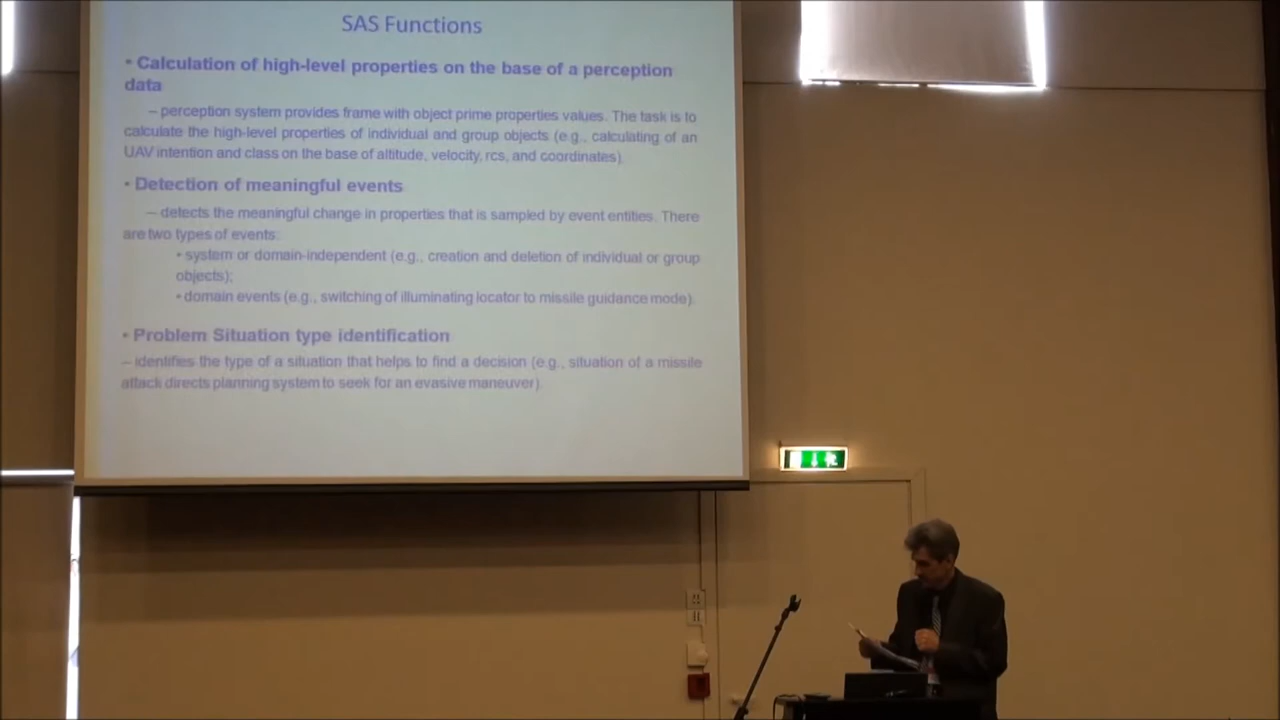 SAS Functions
• Calculation of high-level properties on the base of a perception
data
– perception system provides frame with object prime properties values. The task is to
calculate the high-level properties of individual and group objects (e.g., calculating of an
UAV intention and class on the base of altitude, velocity, rcs, and coordinates).
• Detection of meaningful events
– detects the meaningful change in properties that is sampled by event entities. There
are two types of events:
• system or domain-independent (e.g., creation and deletion of individual or group
objects);
• domain events (e.g., switching of illuminating locator to missile guidance mode).
• Problem Situation type identification
– identifies the type of a situation that helps to find a decision (e.g., situation of a missile
attack directs planning system to seek for an evasive maneuver).